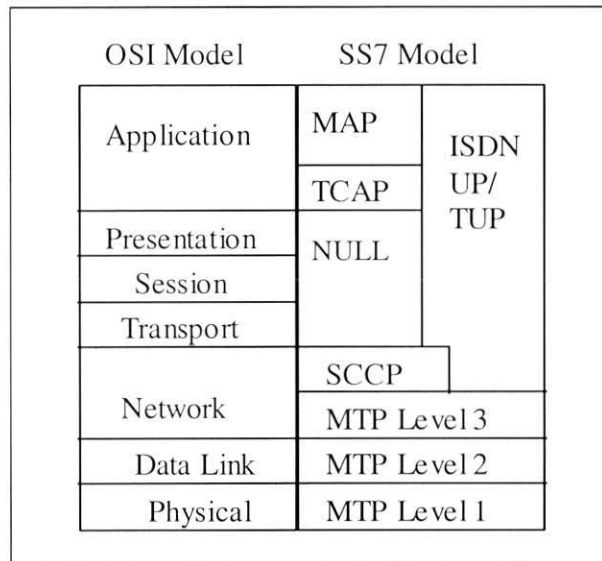 OSI Model SS7 Model
Application
MAP
ISDN
UP/
TUP
TCAP
Presentation
NULL
Session
Transport
SCCP
Network
MTP Level 3
Data Link
MTP Level 2
Physical
MTP Level 1